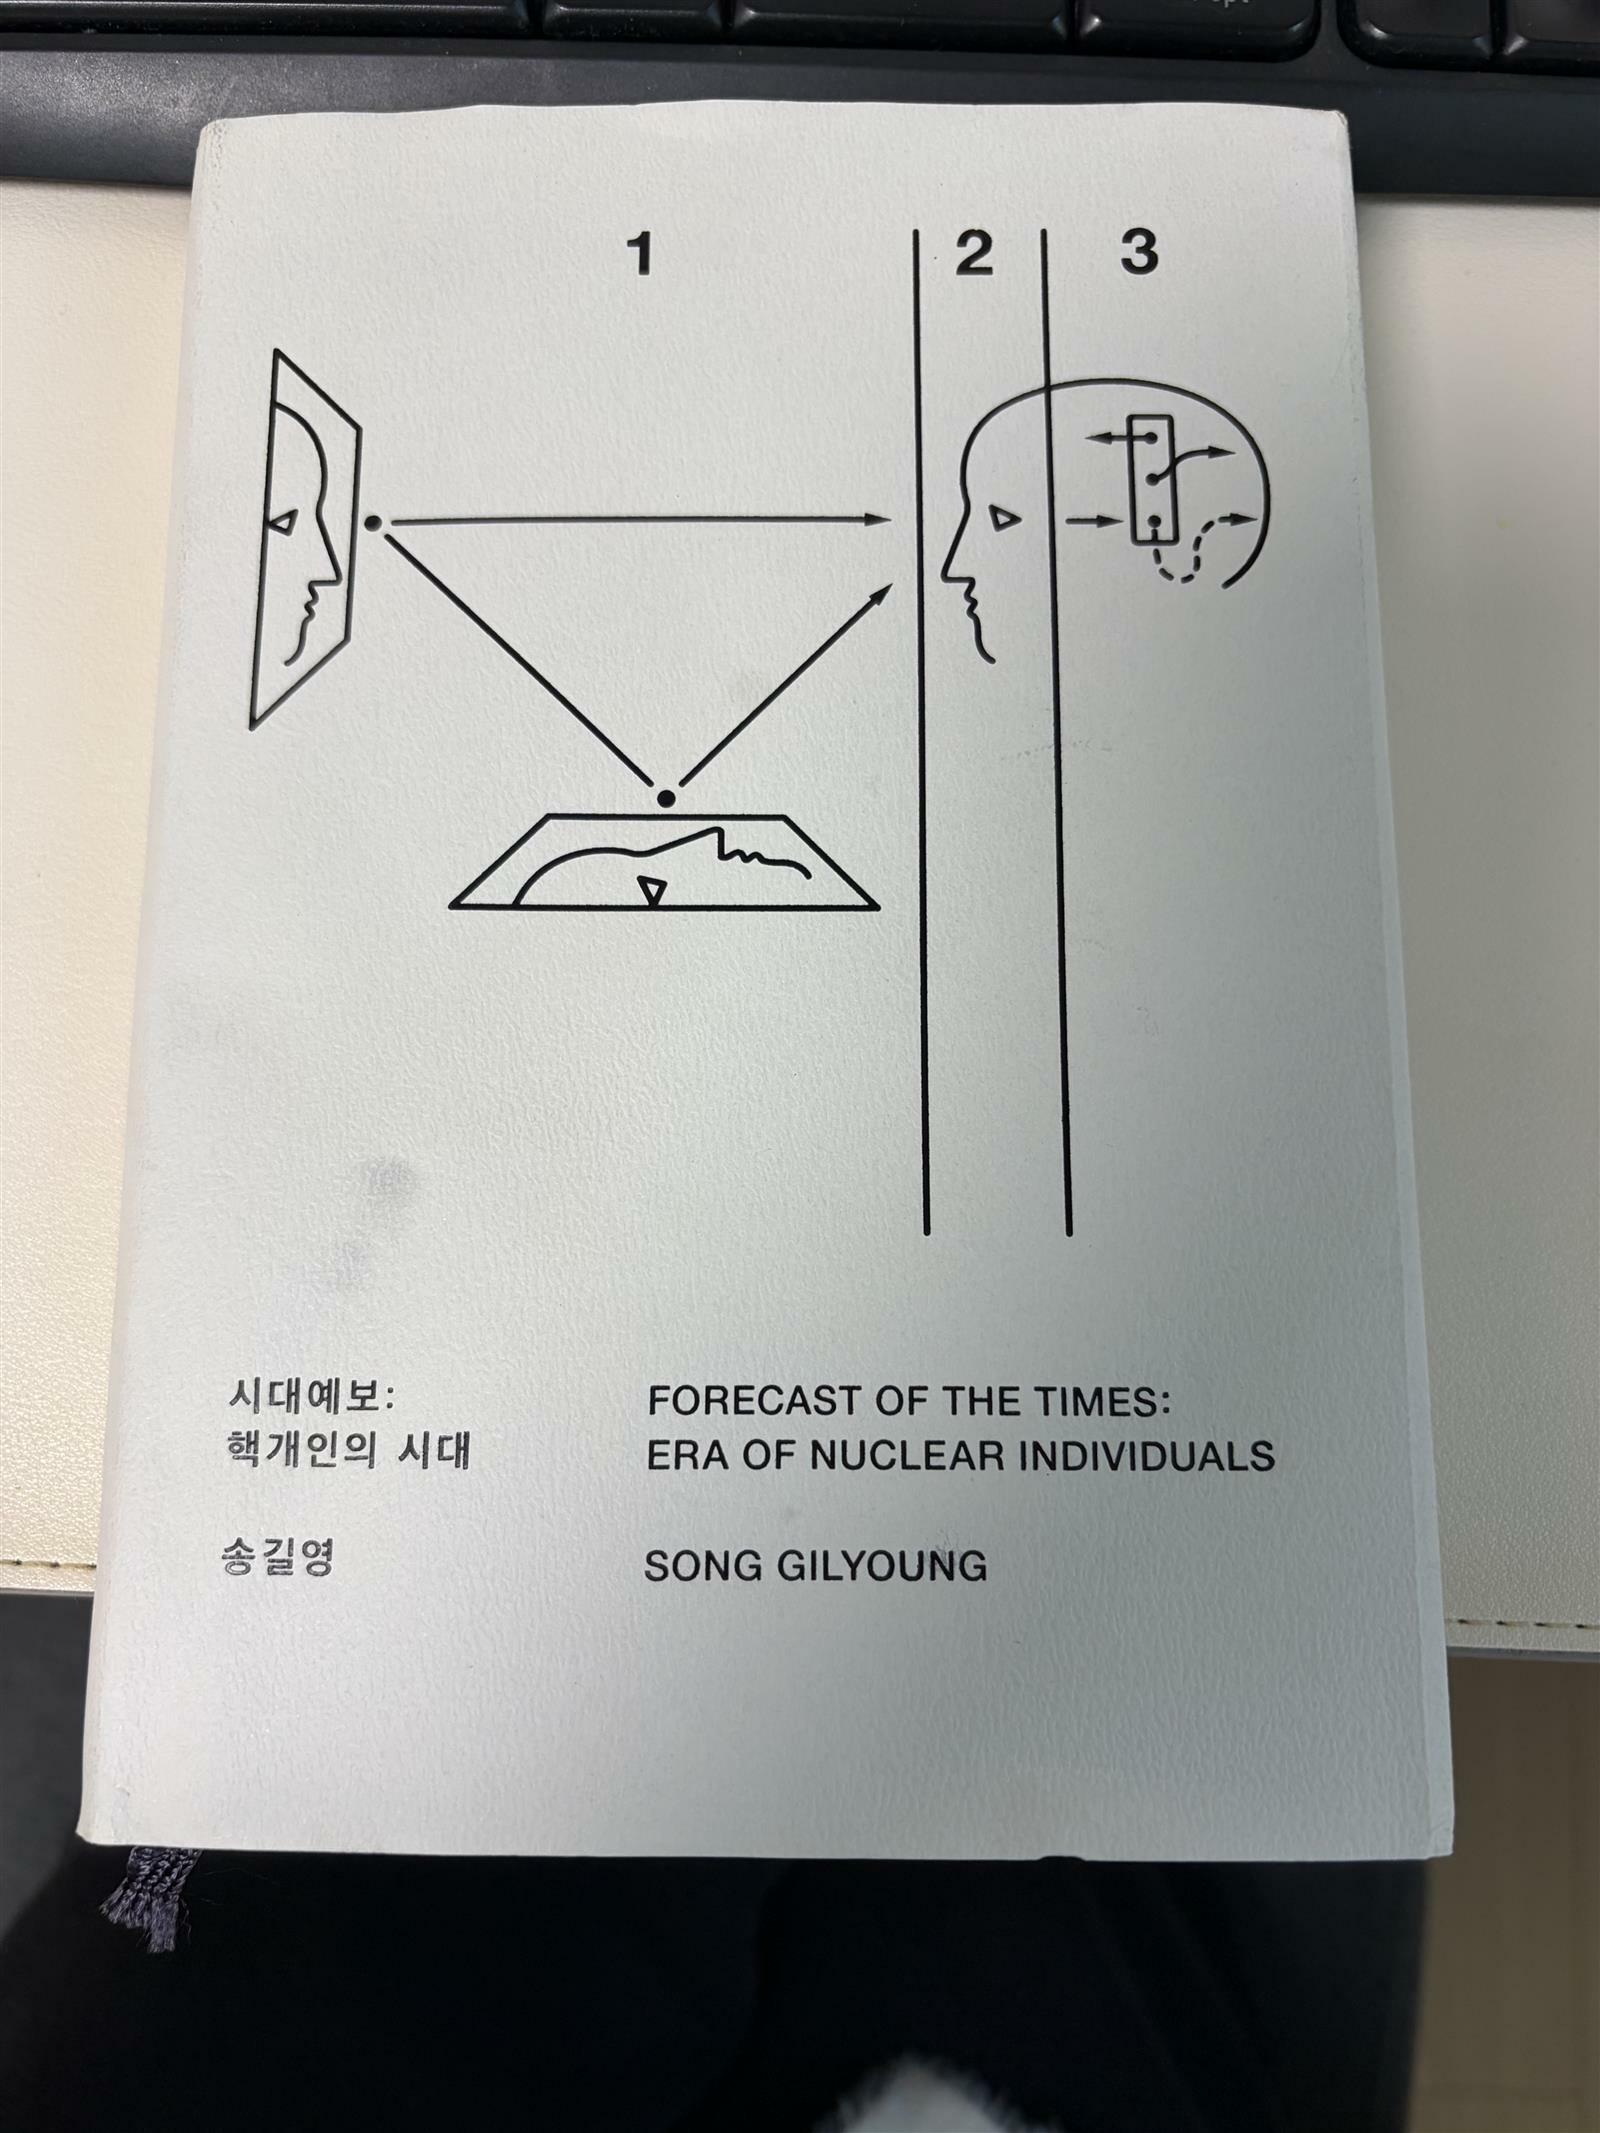 1 2 3
시대예보:
핵개인의 시대
FORECAST OF THE TIMES:
ERA OF NUCLEAR INDIVIDUALS
송길영
SONG GILYOUNG